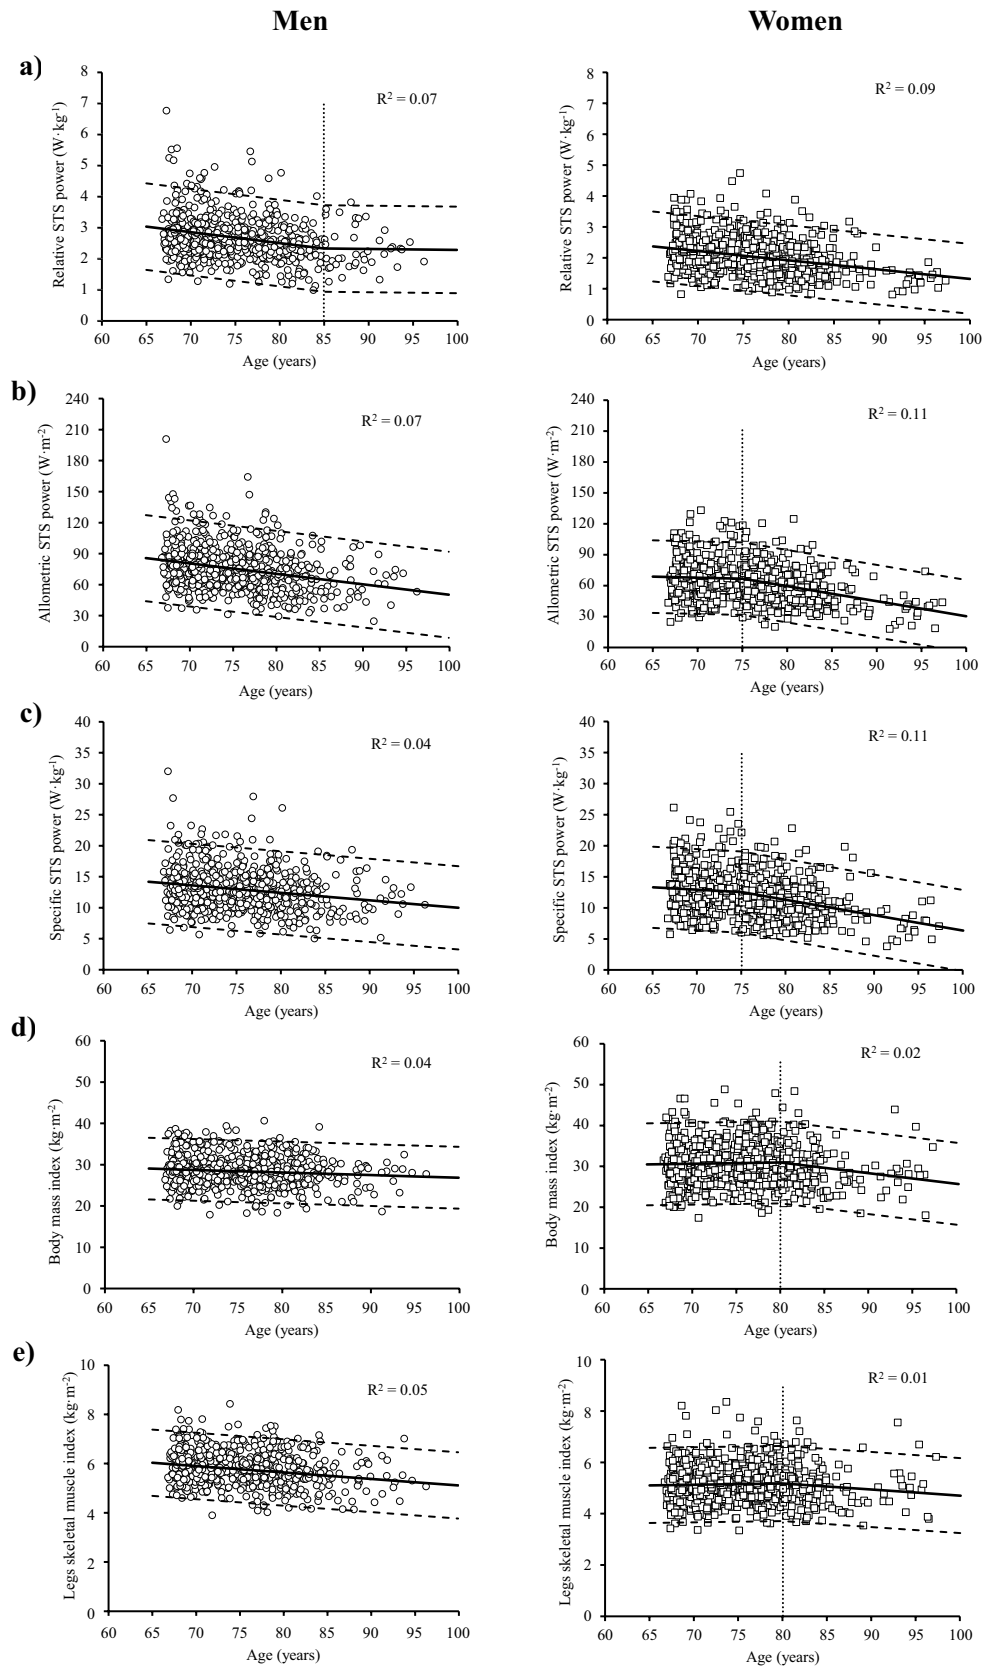 Men Women
a)
8 7 6 5 4 3 2 1 0
Relative STS power (W·kg⁻¹)
R² = 0.07
60 65 70 75 80 85 90 95 100
Age (years)
8 7 6 5 4 3 2 1 0
Relative STS power (W·kg⁻¹)
R² = 0.09
60 65 70 75 80 85 90 95 100
Age (years)
b)
240 210 180 150 120 90 60 30 0
Allometric STS power (W·m⁻²)
R² = 0.07
60 65 70 75 80 85 90 95 100
Age (years)
240 210 180 150 120 90 60 30 0
Allometric STS power (W·m⁻²)
R² = 0.11
60 65 70 75 80 85 90 95 100
Age (years)
c)
40 35 30 25 20 15 10 5 0
Specific STS power (W·kg⁻¹)
R² = 0.04
60 65 70 75 80 85 90 95 100
Age (years)
40 35 30 25 20 15 10 5 0
Specific STS power (W·kg⁻¹)
R² = 0.11
60 65 70 75 80 85 90 95 100
Age (years)
d)
60 50 40 30 20 10 0
Body mass index (kg·m⁻²)
R² = 0.04
60 65 70 75 80 85 90 95 100
Age (years)
60 50 40 30 20 10 0
Body mass index (kg·m⁻²)
R² = 0.02
60 65 70 75 80 85 90 95 100
Age (years)
e)
10 8 6 4 2 0
Legs skeletal muscle index (kg·m⁻²)
R² = 0.05
60 65 70 75 80 85 90 95 100
Age (years)
10 8 6 4 2 0
Legs skeletal muscle index (kg·m⁻²)
R² = 0.01
60 65 70 75 80 85 90 95 100
Age (years)